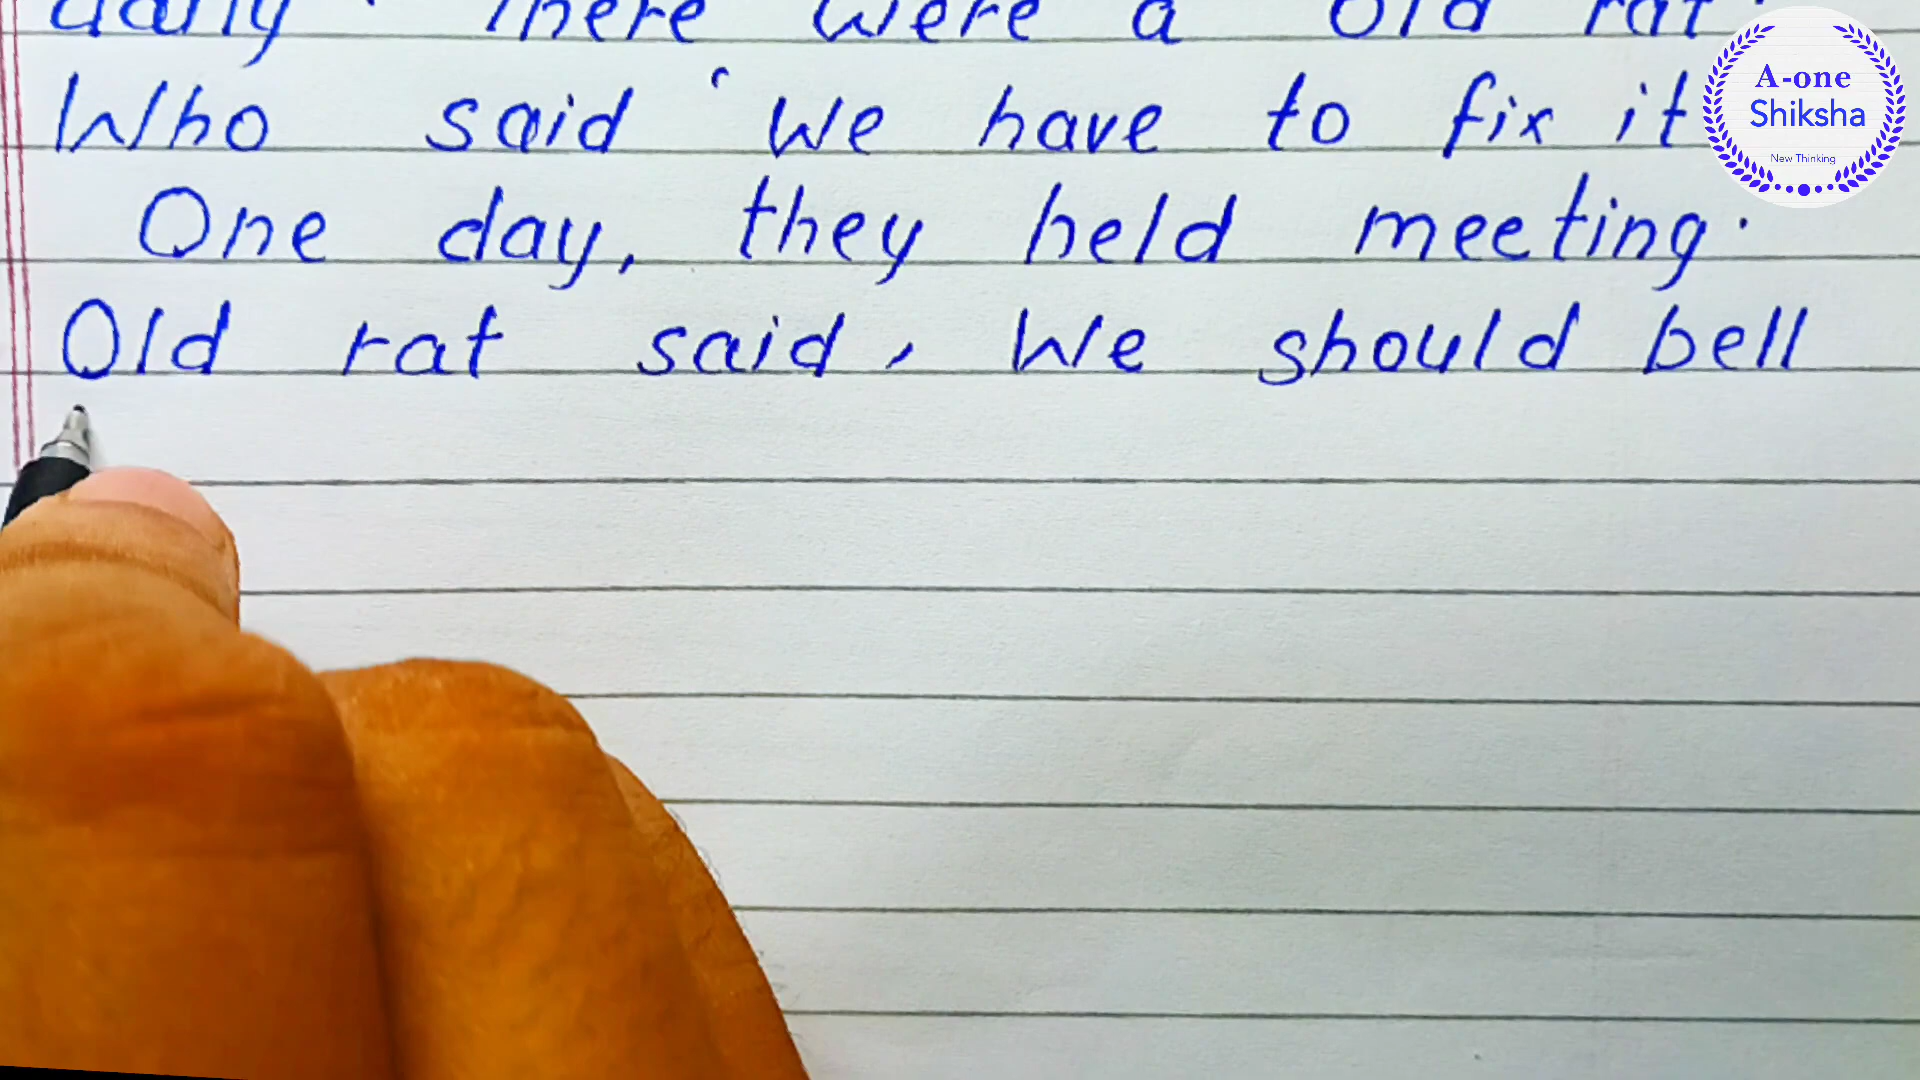 daily. There were a old rat.
Who said 'We have to fix it
One day, they held meeting.
Old rat said, We should bell
A-one
Shiksha
New Thinking